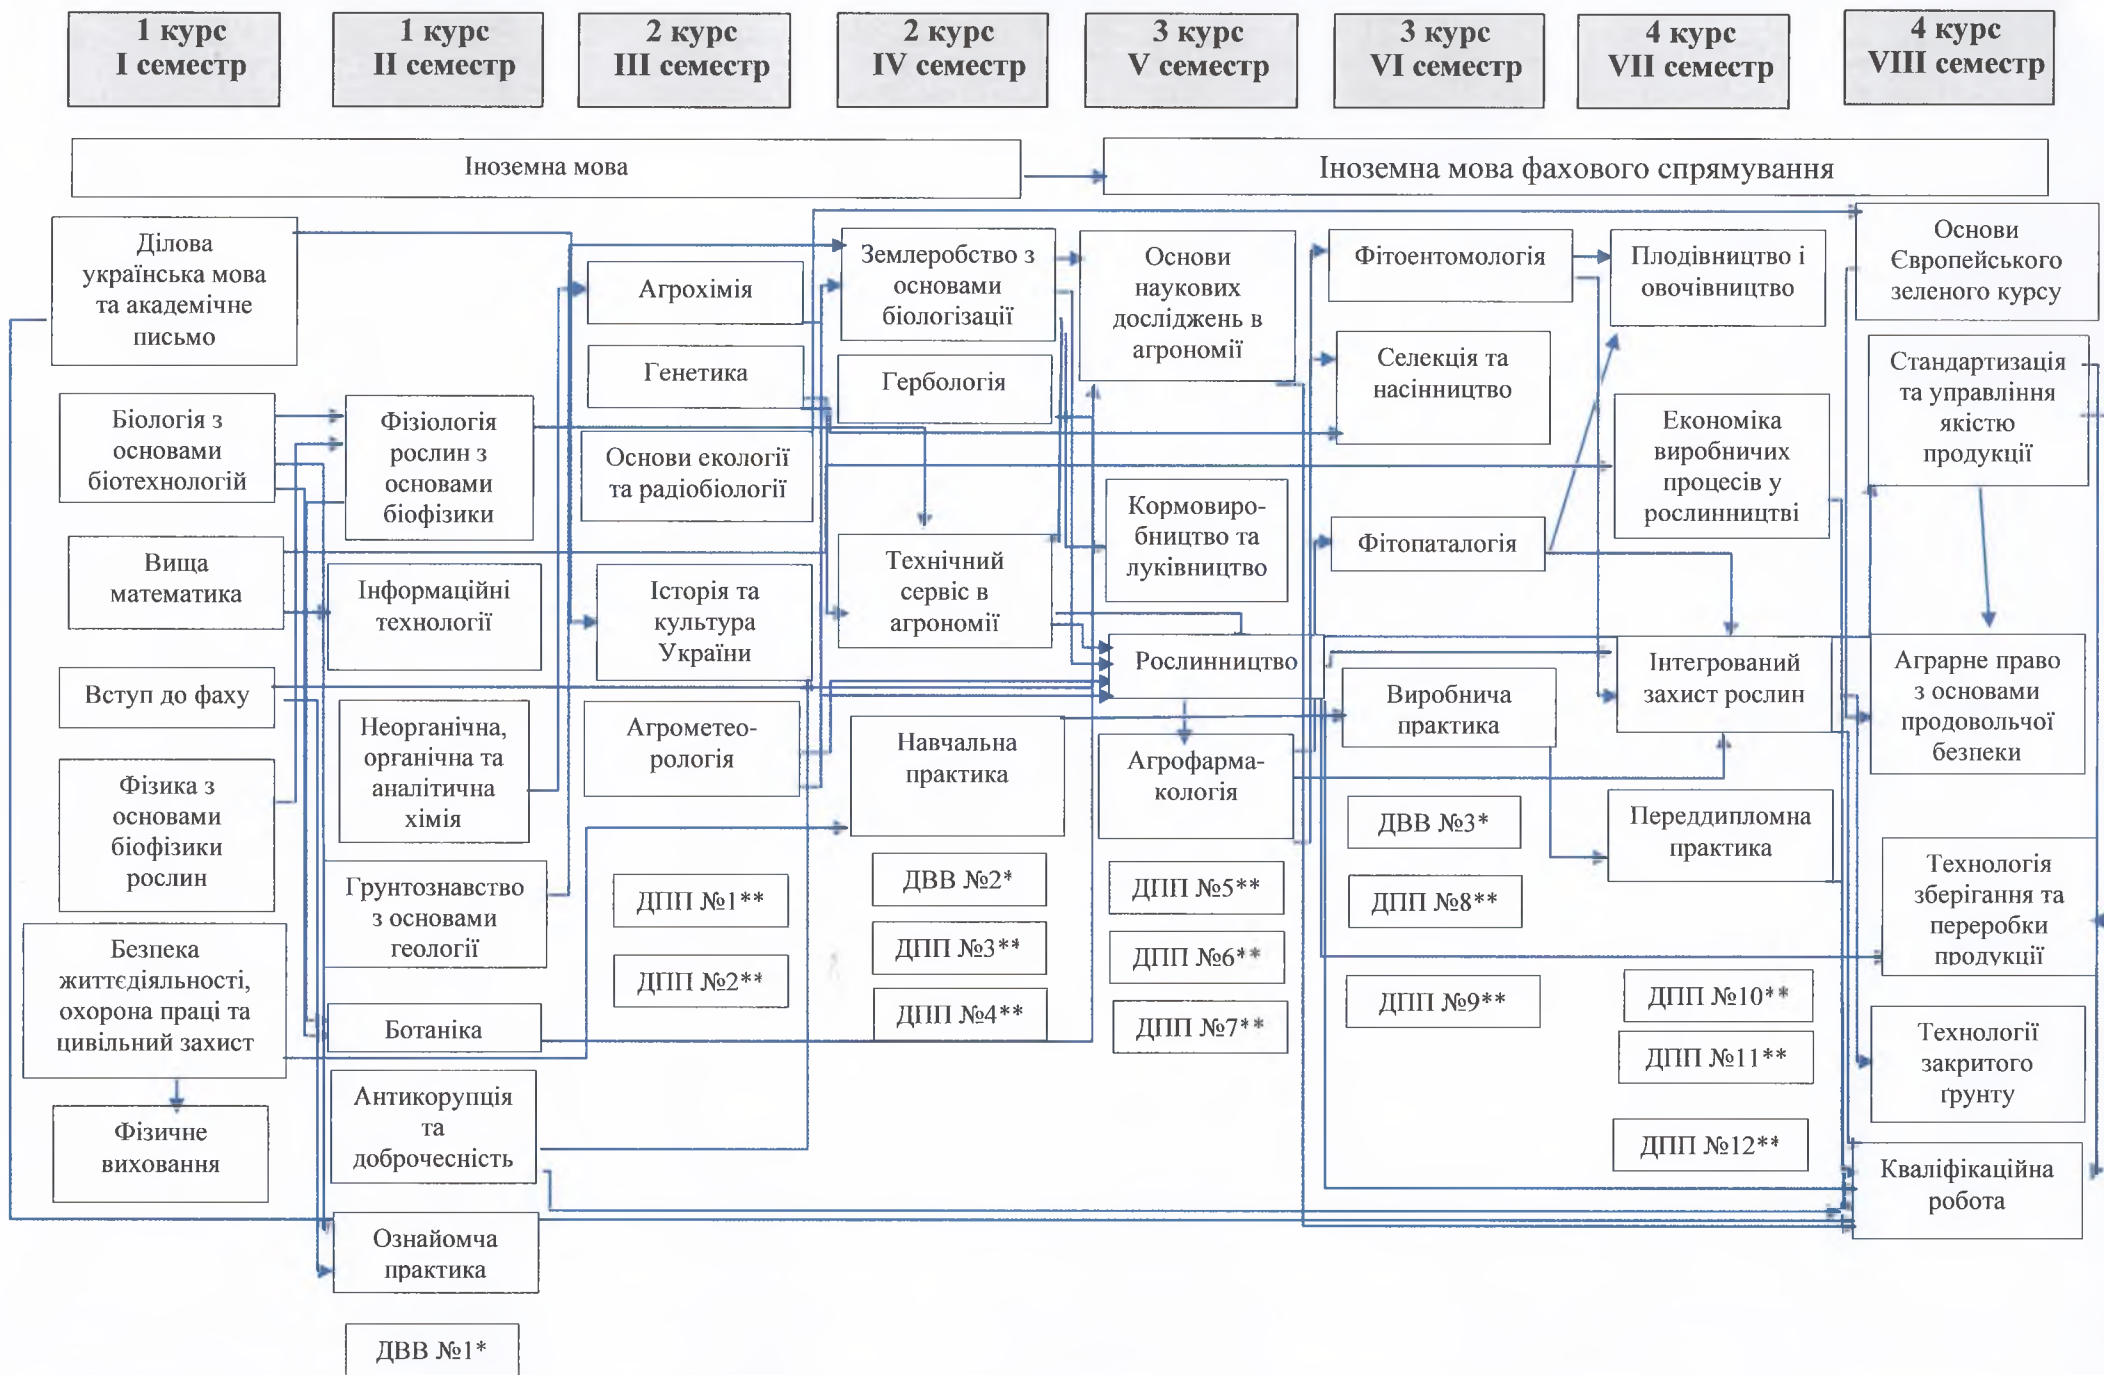 1 курс
I семестр
1 курс
II семестр
2 курс
III семестр
2 курс
IV семестр
3 курс
V семестр
3 курс
VI семестр
4 курс
VII семестр
4 курс
VIII семестр
Іноземна мова
Іноземна мова фахового спрямування
Ділова
українська мова
та академічне
письмо
Біологія з
основами
біотехнологій
Вища
математика
Вступ до фаху
Фізика з
основами
біофізики
рослин
Безпека
життєдіяльності,
охорона праці та
цивільний захист
Фізичне
виховання
Фізіологія
рослин з
основами
біофізики
Інформаційні
технології
Неорганічна,
органічна та
аналітична
хімія
Грунтознавство
з основами
геології
Ботаніка
Антикорупція
та
доброчесність
Ознайомча
практика
ДВВ №1*
Агрохімія
Генетика
Основи екології
та радіобіології
Історія та
культура
України
Агрометео-
рологія
ДПП №1**
ДПП №2**
Землеробство з
основами
біологізації
Гербологія
Технічний
сервіс в
агрономії
Навчальна
практика
ДВВ №2*
ДПП №3**
ДПП №4**
Основи
наукових
досліджень в
агрономії
Кормовиро-
бництво та
луківництво
Рослинництво
Агрофарма-
кологія
ДПП №5**
ДПП №6**
ДПП №7**
Фітоентомологія
Селекція та
насінництво
Фітопаталогія
Виробнича
практика
ДВВ №3*
ДПП №8**
ДПП №9**
Плодівництво і
овочівництво
Економіка
виробничих
процесів у
рослинництві
Інтегрований
захист рослин
Переддипломна
практика
ДПП №10**
ДПП №11**
ДПП №12**
Основи
Європейського
зеленого курсу
Стандартизація
та управління
якістю
продукції
Аграрне право
з основами
продовольчої
безпеки
Технологія
зберігання та
переробки
продукції
Технології
закритого
ґрунту
Кваліфікаційна
робота